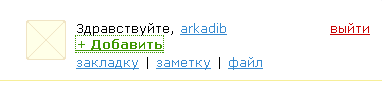 Здравствуйте, arkadib выйти
+ Добавить
закладку | заметку | файл